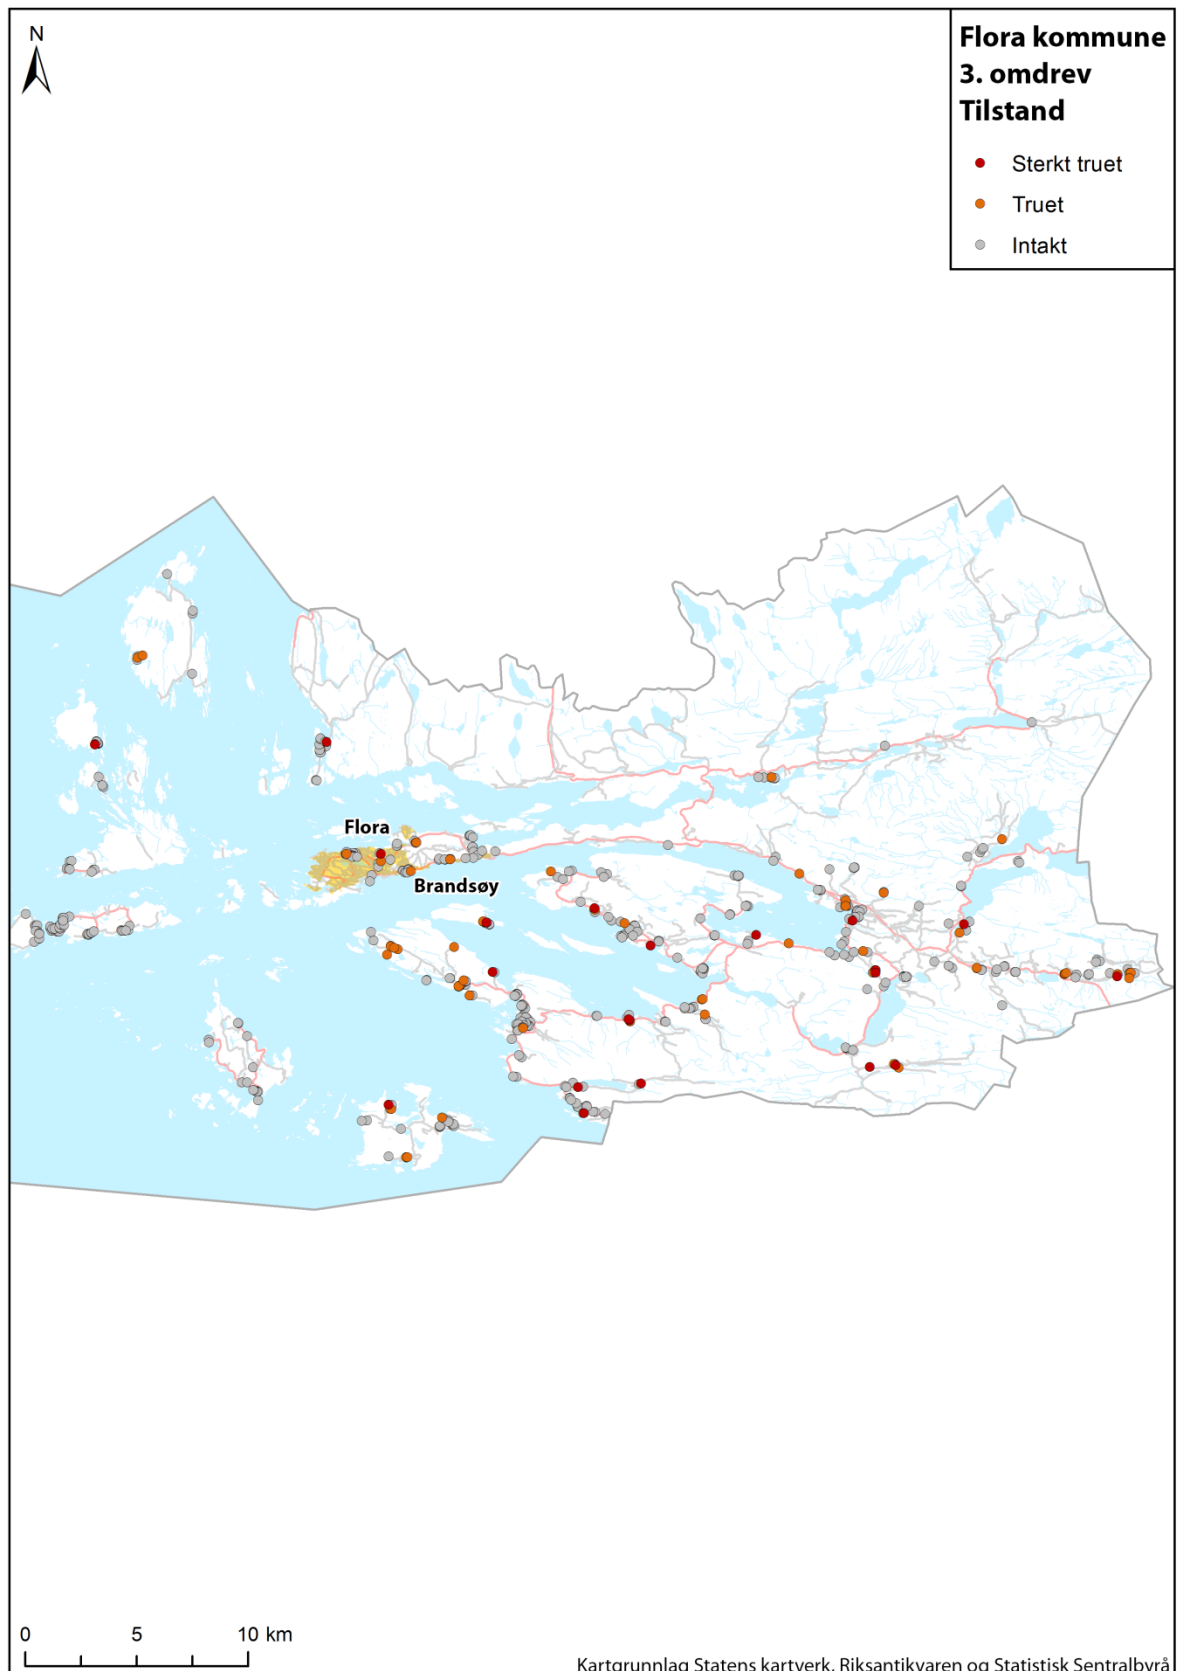 N
Flora kommune
3. omdrev
Tilstand
Sterkt truet
Truet
Intakt
Flora
Brandsøy
0 5 10 km
Kartgrunnlag Statens kartverk, Riksantikvaren og Statistisk Sentralbyrå